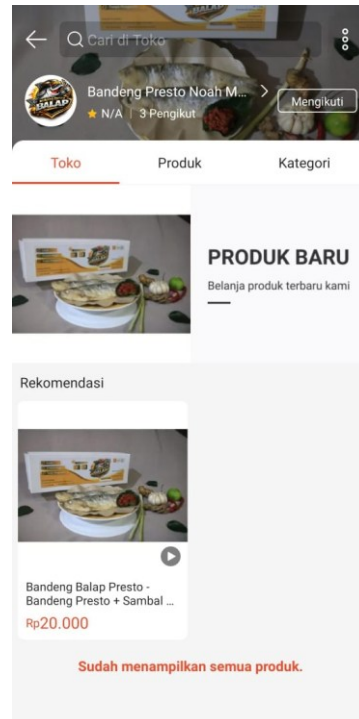 Cari di Toko
Bandeng Presto Noah M...
N/A | 3 Pengikut
Mengikuti
BALAP
Toko
Produk
Kategori
PRODUK BARU
Belanja produk terbaru kami
Rekomendasi
Bandeng Balap Presto -
Bandeng Presto + Sambal ...
Rp20.000
Sudah menampilkan semua produk.